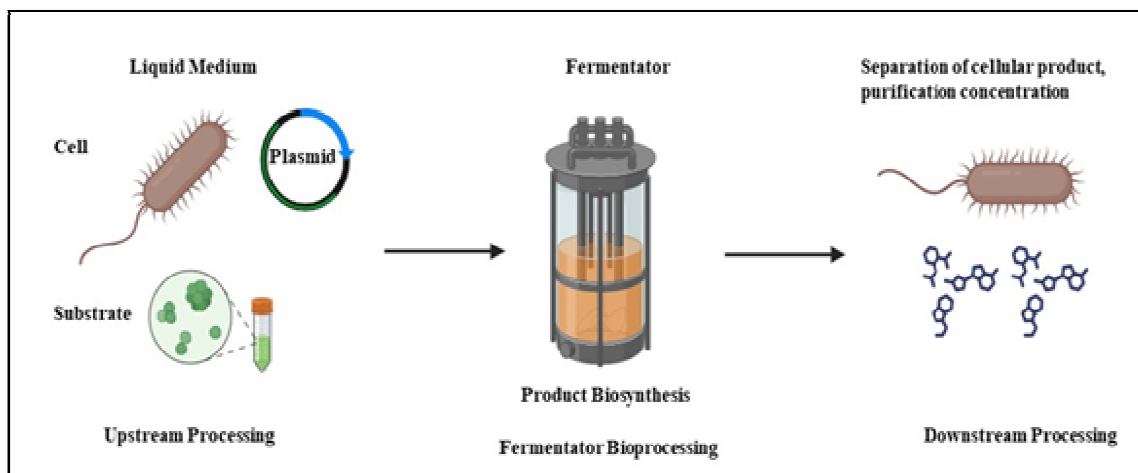 Liquid Medium
Cell
Plasmid
Substrate
Upstream Processing
Fermentator
Product Biosynthesis
Fermentator Bioprocessing
Separation of cellular product,
purification concentration
Downstream Processing